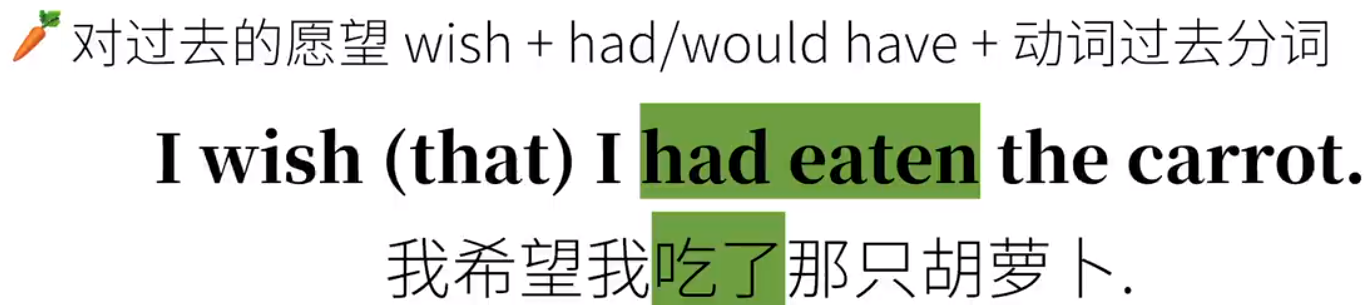 对过去的愿望 wish + had/would have + 动词过去分词
I wish (that) I had eaten the carrot.
我希望我吃了那只胡萝卜.